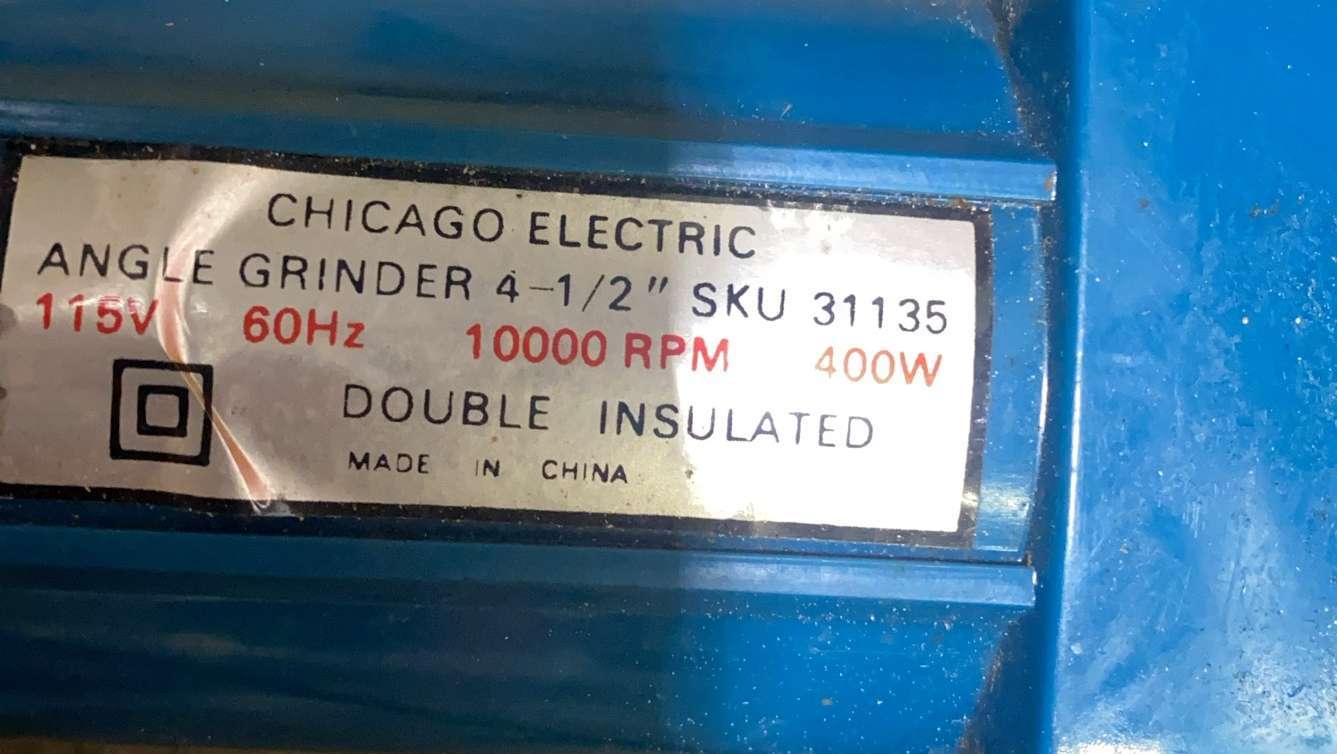 CHICAGO ELECTRIC
ANGLE GRINDER 4-1/2" SKU 31135
115V 60Hz 10000 RPM 400W
DOUBLE INSULATED
MADE IN CHINA